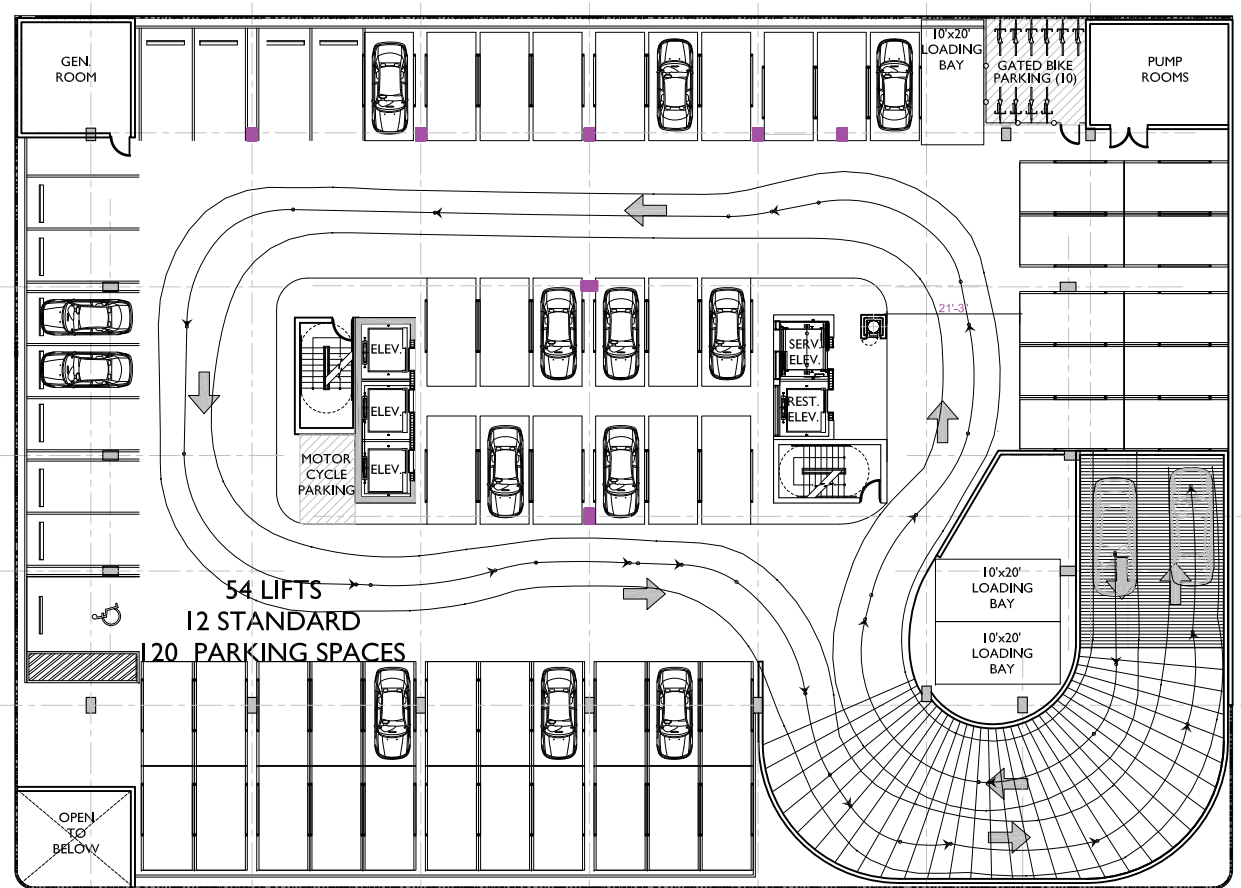 GEN.
ROOM
10'x20'
LOADING
BAY
GATED BIKE
PARKING (10)
PUMP
ROOMS
21'-3"
ELEV.
ELEV.
ELEV.
MOTOR
CYCLE
PARKING
SERV.
ELEV.
REST.
ELEV.
10'x20'
LOADING
BAY
10'x20'
LOADING
BAY
54 LIFTS
12 STANDARD
120 PARKING SPACES
OPEN
TO
BELOW